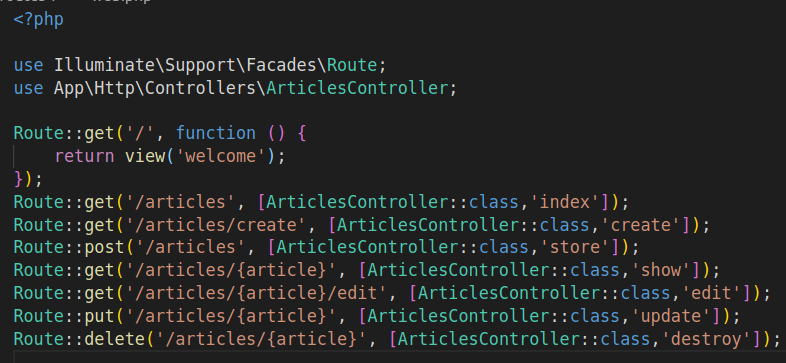 <?php
use Illuminate\Support\Facades\Route;
use App\Http\Controllers\ArticlesController;
Route::get('/', function () {
    return view('welcome');
});
Route::get('/articles', [ArticlesController::class,'index']);
Route::get('/articles/create', [ArticlesController::class,'create']);
Route::post('/articles', [ArticlesController::class,'store']);
Route::get('/articles/{article}', [ArticlesController::class,'show']);
Route::get('/articles/{article}/edit', [ArticlesController::class,'edit']);
Route::put('/articles/{article}', [ArticlesController::class,'update']);
Route::delete('/articles/{article}', [ArticlesController::class,'destroy']);